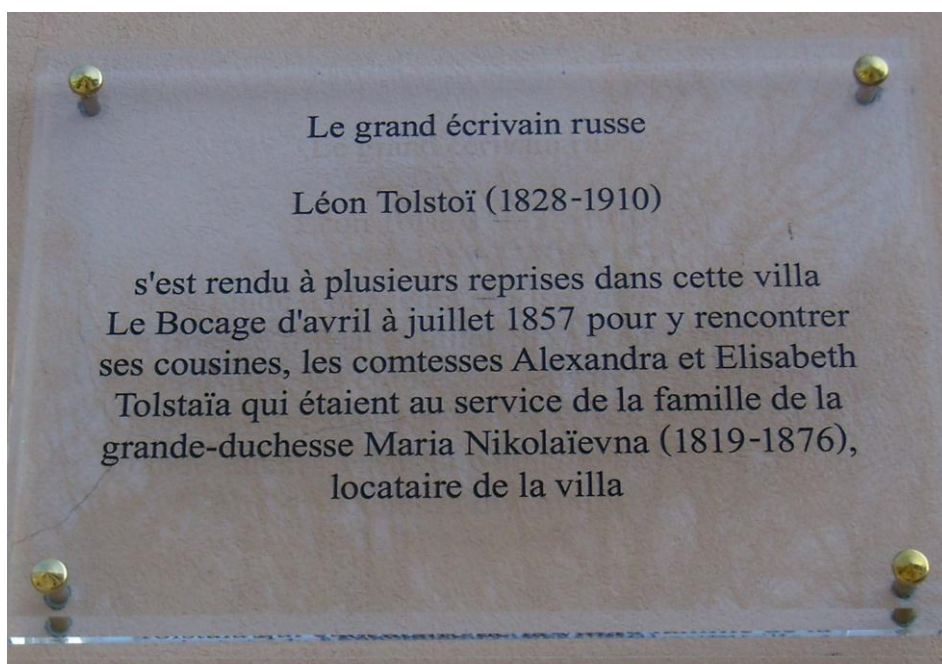 Le grand écrivain russe
Léon Tolstoï (1828-1910)
s'est rendu à plusieurs reprises dans cette villa
Le Bocage d'avril à juillet 1857 pour y rencontrer
ses cousines, les comtesses Alexandra et Elisabeth
Tolstaïa qui étaient au service de la famille de la
grande-duchesse Maria Nikolaïevna (1819-1876),
locataire de la villa